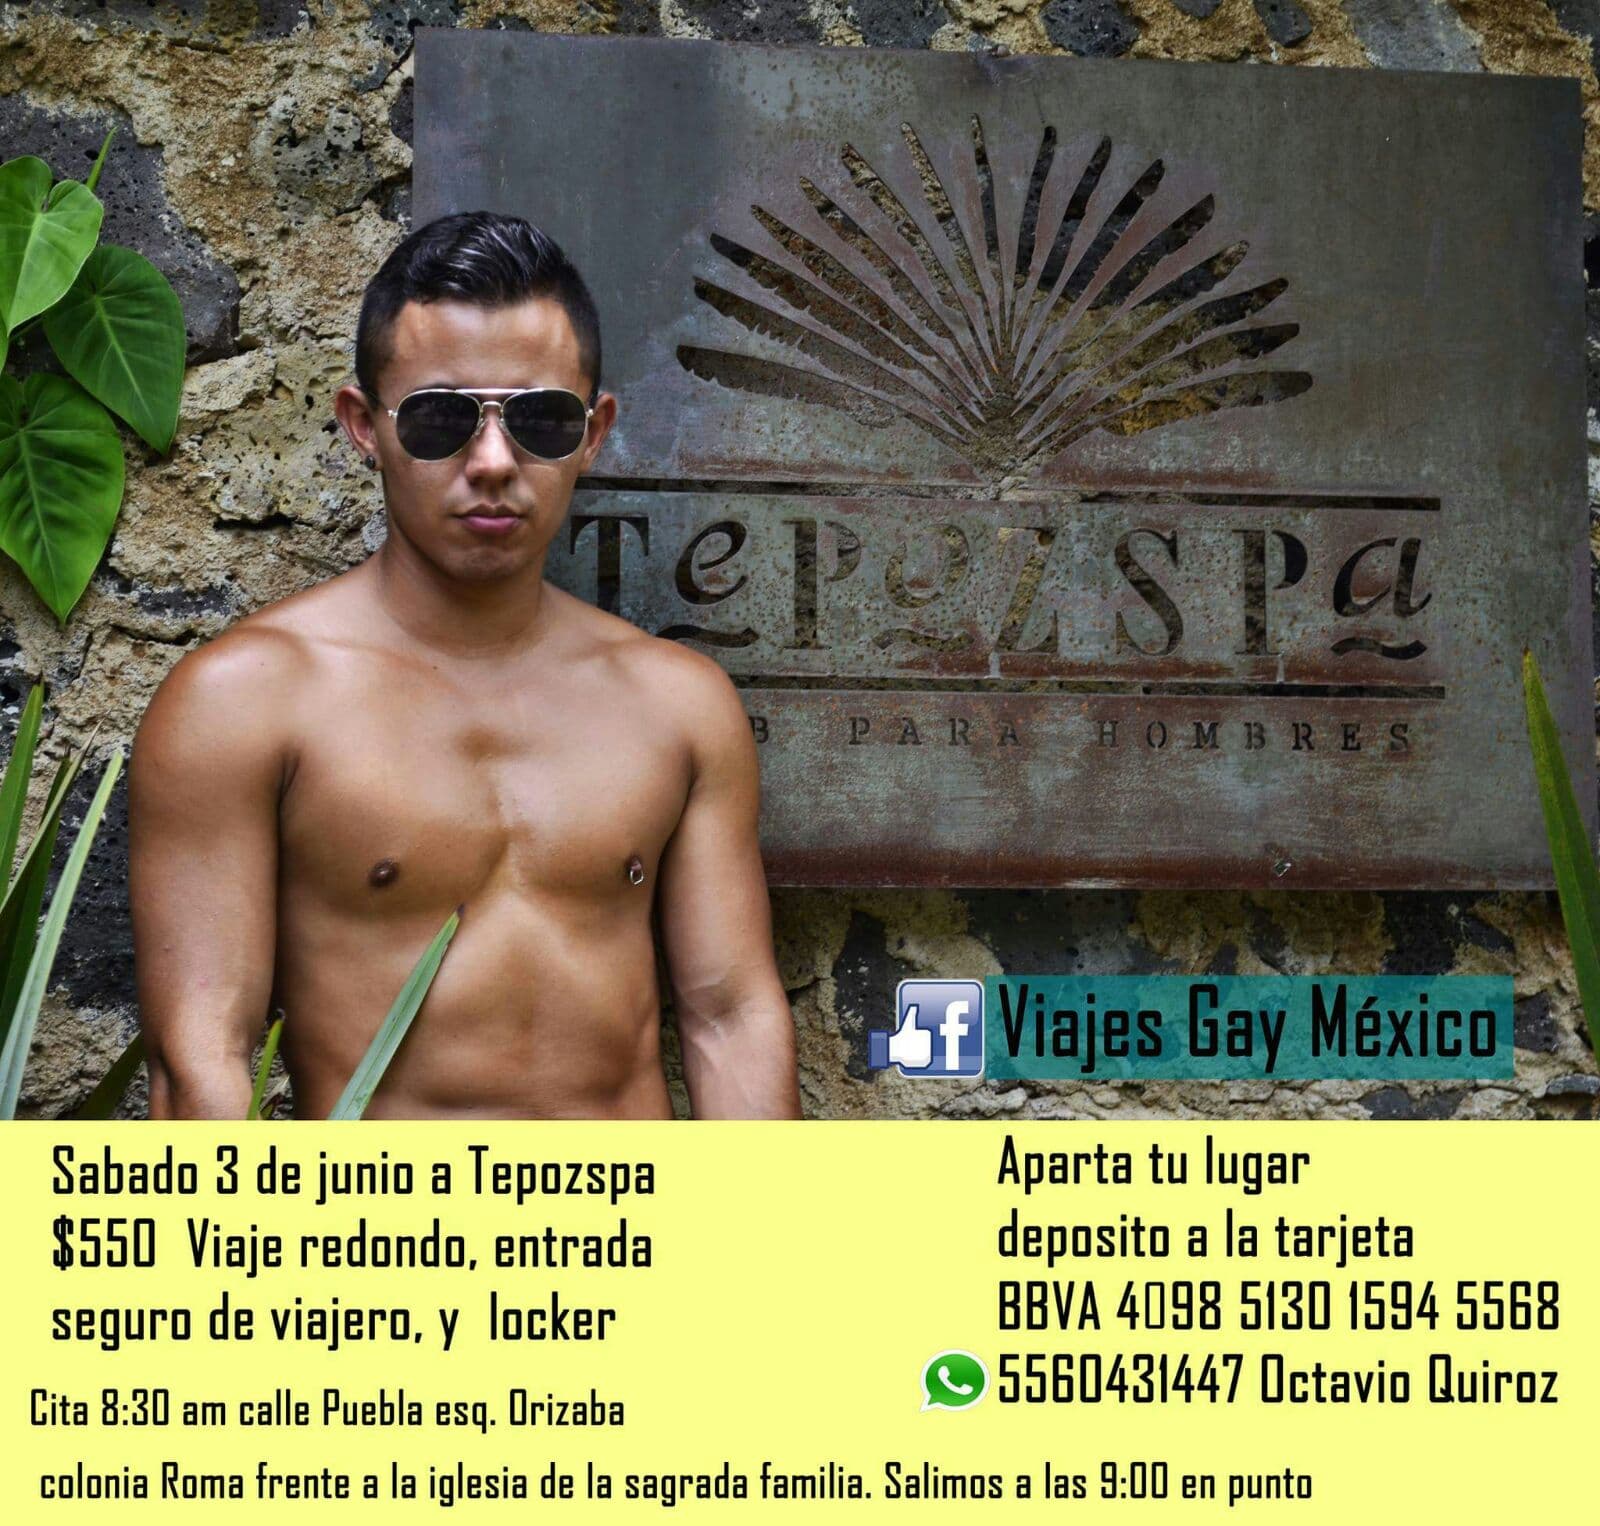 TepozSPa
B PARA HOMBRES
f Viajes Gay México
Sabado 3 de junio a Tepozspa
$550 Viaje redondo, entrada
seguro de viajero, y locker
Cita 8:30 am calle Puebla esq. Orizaba
colonia Roma frente a la iglesia de la sagrada familia. Salimos a las 9:00 en punto
Aparta tu lugar
deposito a la tarjeta
BBVA 4098 5130 1594 5568
5560431447 Octavio Quiroz